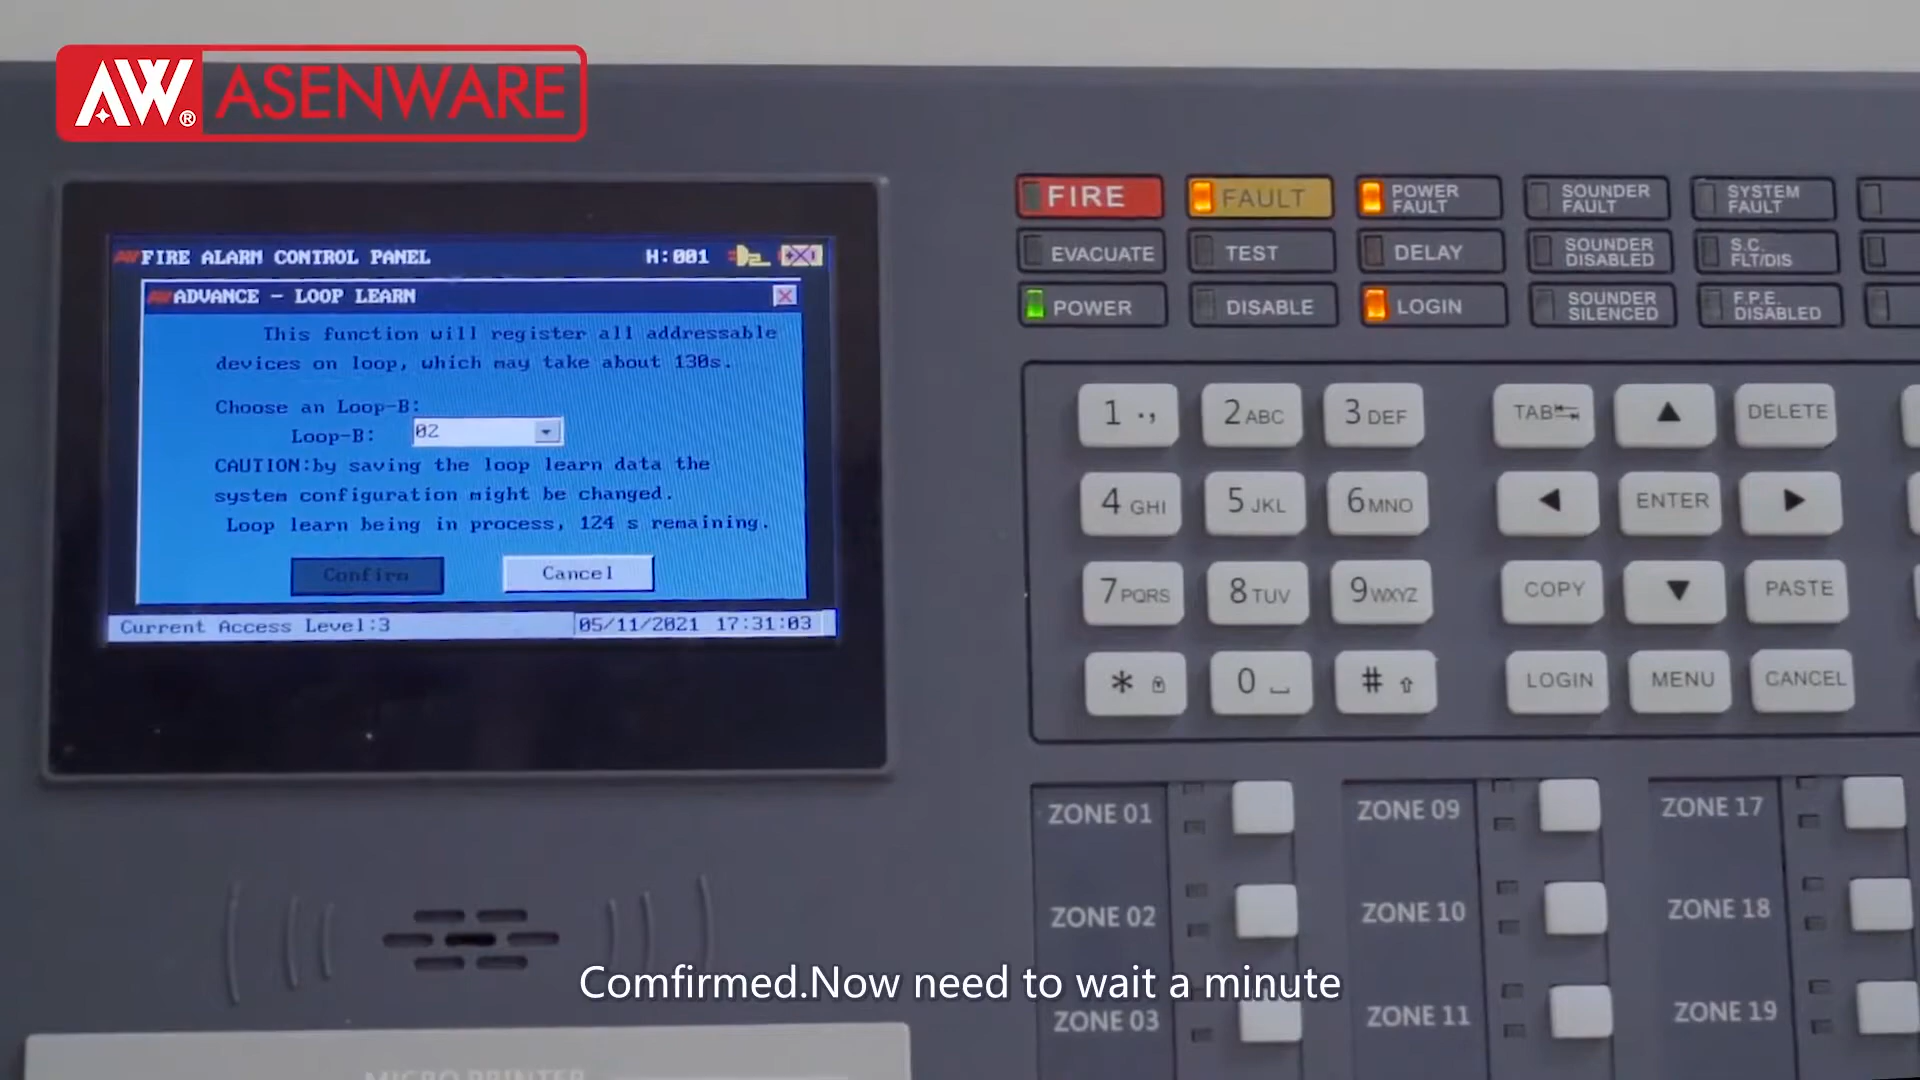 AW® ASENWARE
FIRE ALARM CONTROL PANEL H:001
ADVANCE - LOOP LEARN
This function will register all addressable
devices on loop, which may take about 130s.
Choose an Loop-B:
Loop-B: 02
CAUTION:by saving the loop learn data the
system configuration might be changed.
Loop learn being in process, 124 s remaining.
Confirm Cancel
Current Access Level:3 05/11/2021 17:31:03
FIRE FAULT POWER FAULT SOUNDER FAULT SYSTEM FAULT
EVACUATE TEST DELAY SOUNDER DISABLED S.C. FLT/DIS
POWER DISABLE LOGIN SOUNDER SILENCED F.P.E. DISABLED
1 ., 2 ABC 3 DEF TAB DELETE
4 GHI 5 JKL 6 MNO ENTER
7 PQRS 8 TUV 9 WXYZ COPY PASTE
* 0 # LOGIN MENU CANCEL
ZONE 01 ZONE 09 ZONE 17
ZONE 02 ZONE 10 ZONE 18
ZONE 03 ZONE 11 ZONE 19
Comfirmed.Now need to wait a minute
MICRO PRINTER